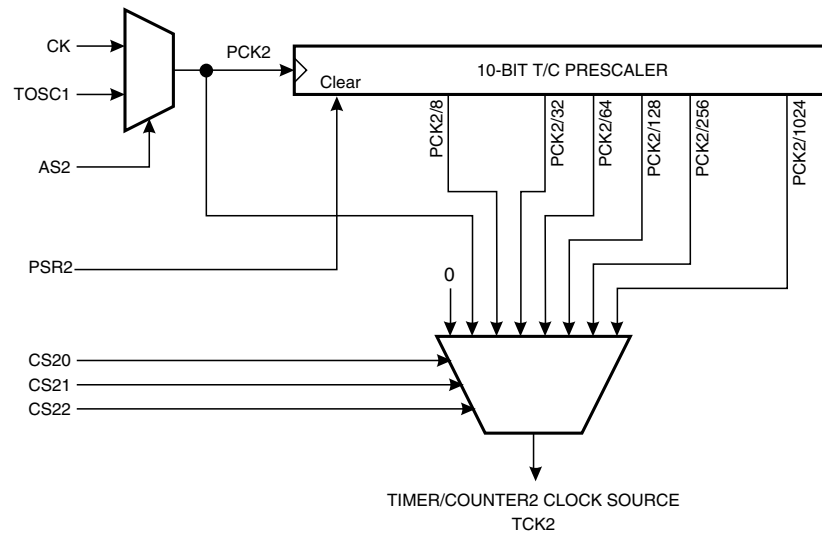 CK
PCK2
10-BIT T/C PRESCALER
TOSC1
Clear
AS2
PCK2/8
PCK2/32
PCK2/64
PCK2/128
PCK2/256
PCK2/1024
PSR2
0
CS20
CS21
CS22
TIMER/COUNTER2 CLOCK SOURCE
TCK2